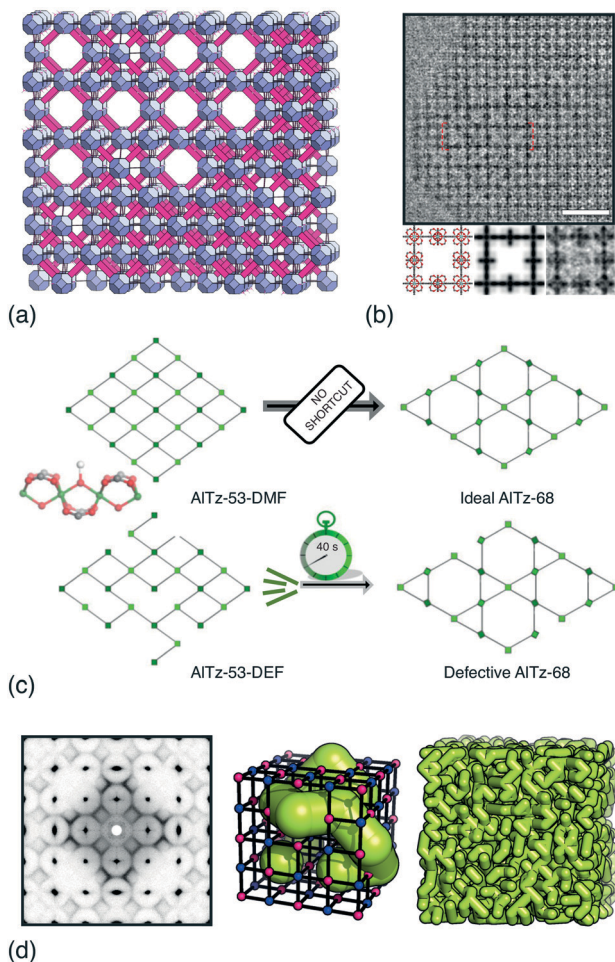 (a)
(b)
NO
SHORTCUT
AlTz-53-DMF
Ideal AlTz-68
40 s
AlTz-53-DEF
Defective AlTz-68
(c)
(d)